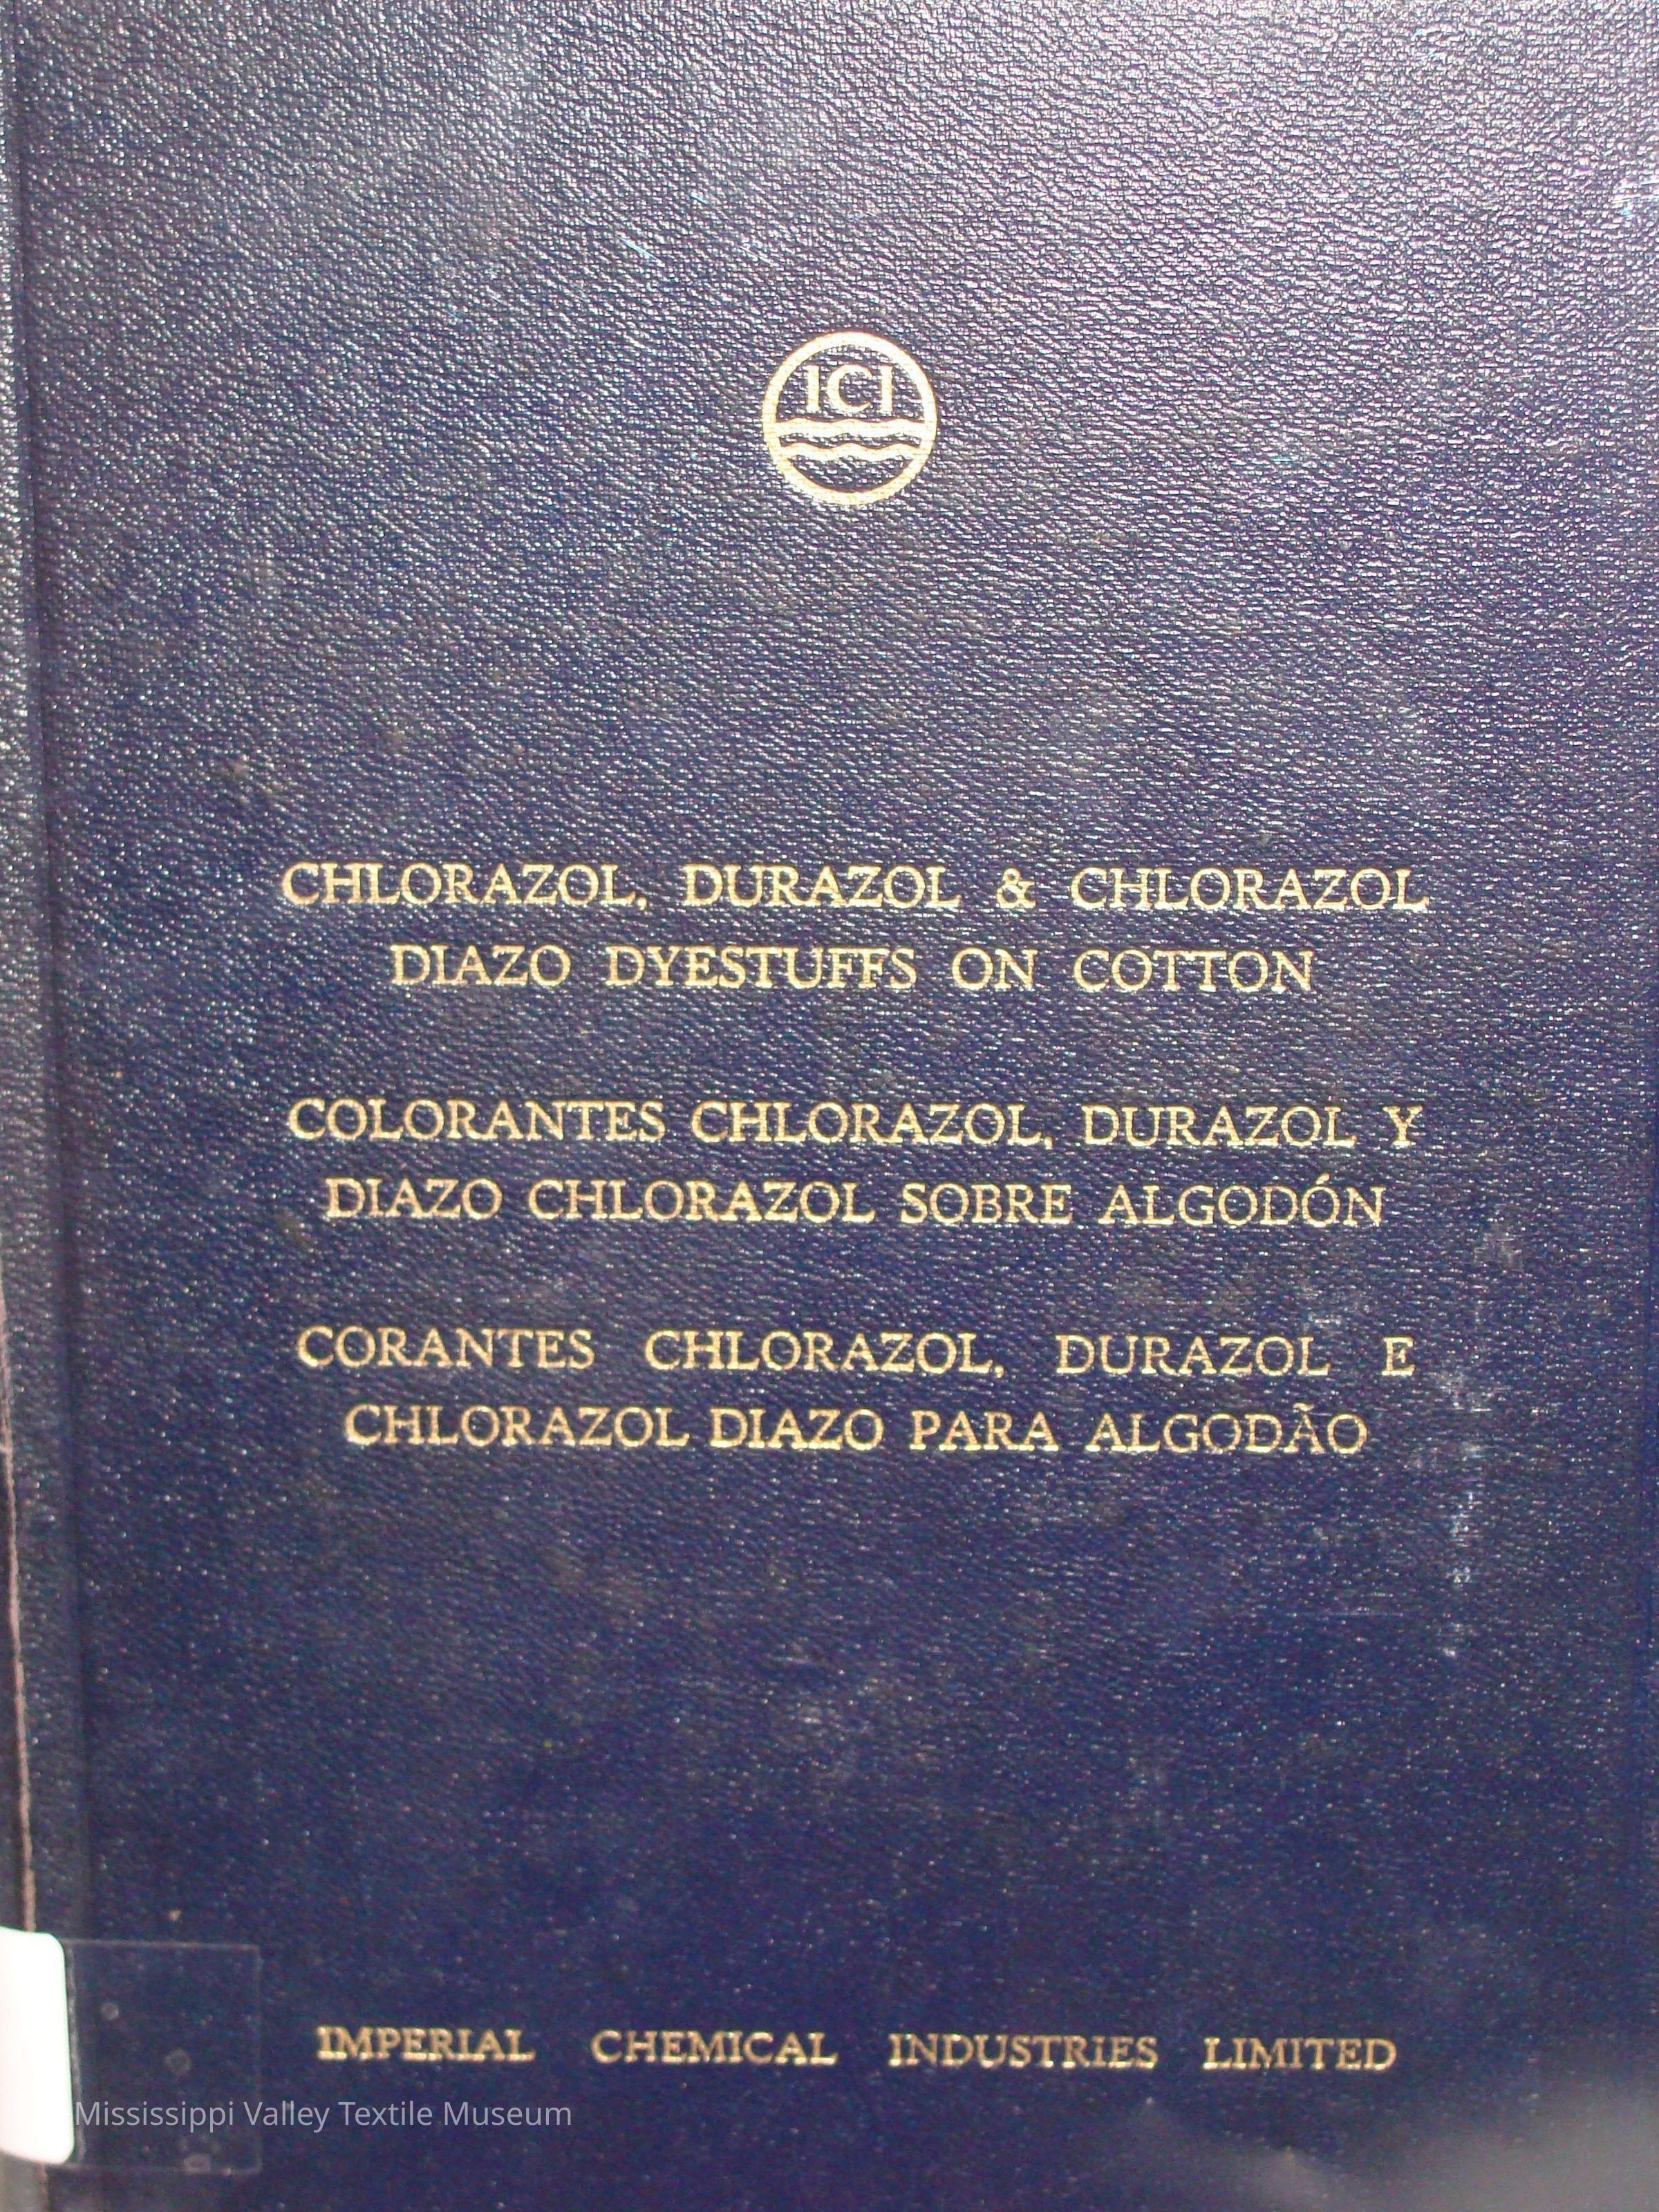 ICI
CHLORAZOL, DURAZOL & CHLORAZOL
DIAZO DYESTUFFS ON COTTON
COLORANTES CHLORAZOL, DURAZOL Y
DIAZO CHLORAZOL SOBRE ALGODÓN
CORANTES CHLORAZOL, DURAZOL E
CHLORAZOL DIAZO PARA ALGODÃO
IMPERIAL CHEMICAL INDUSTRIES LIMITED
Mississippi Valley Textile Museum